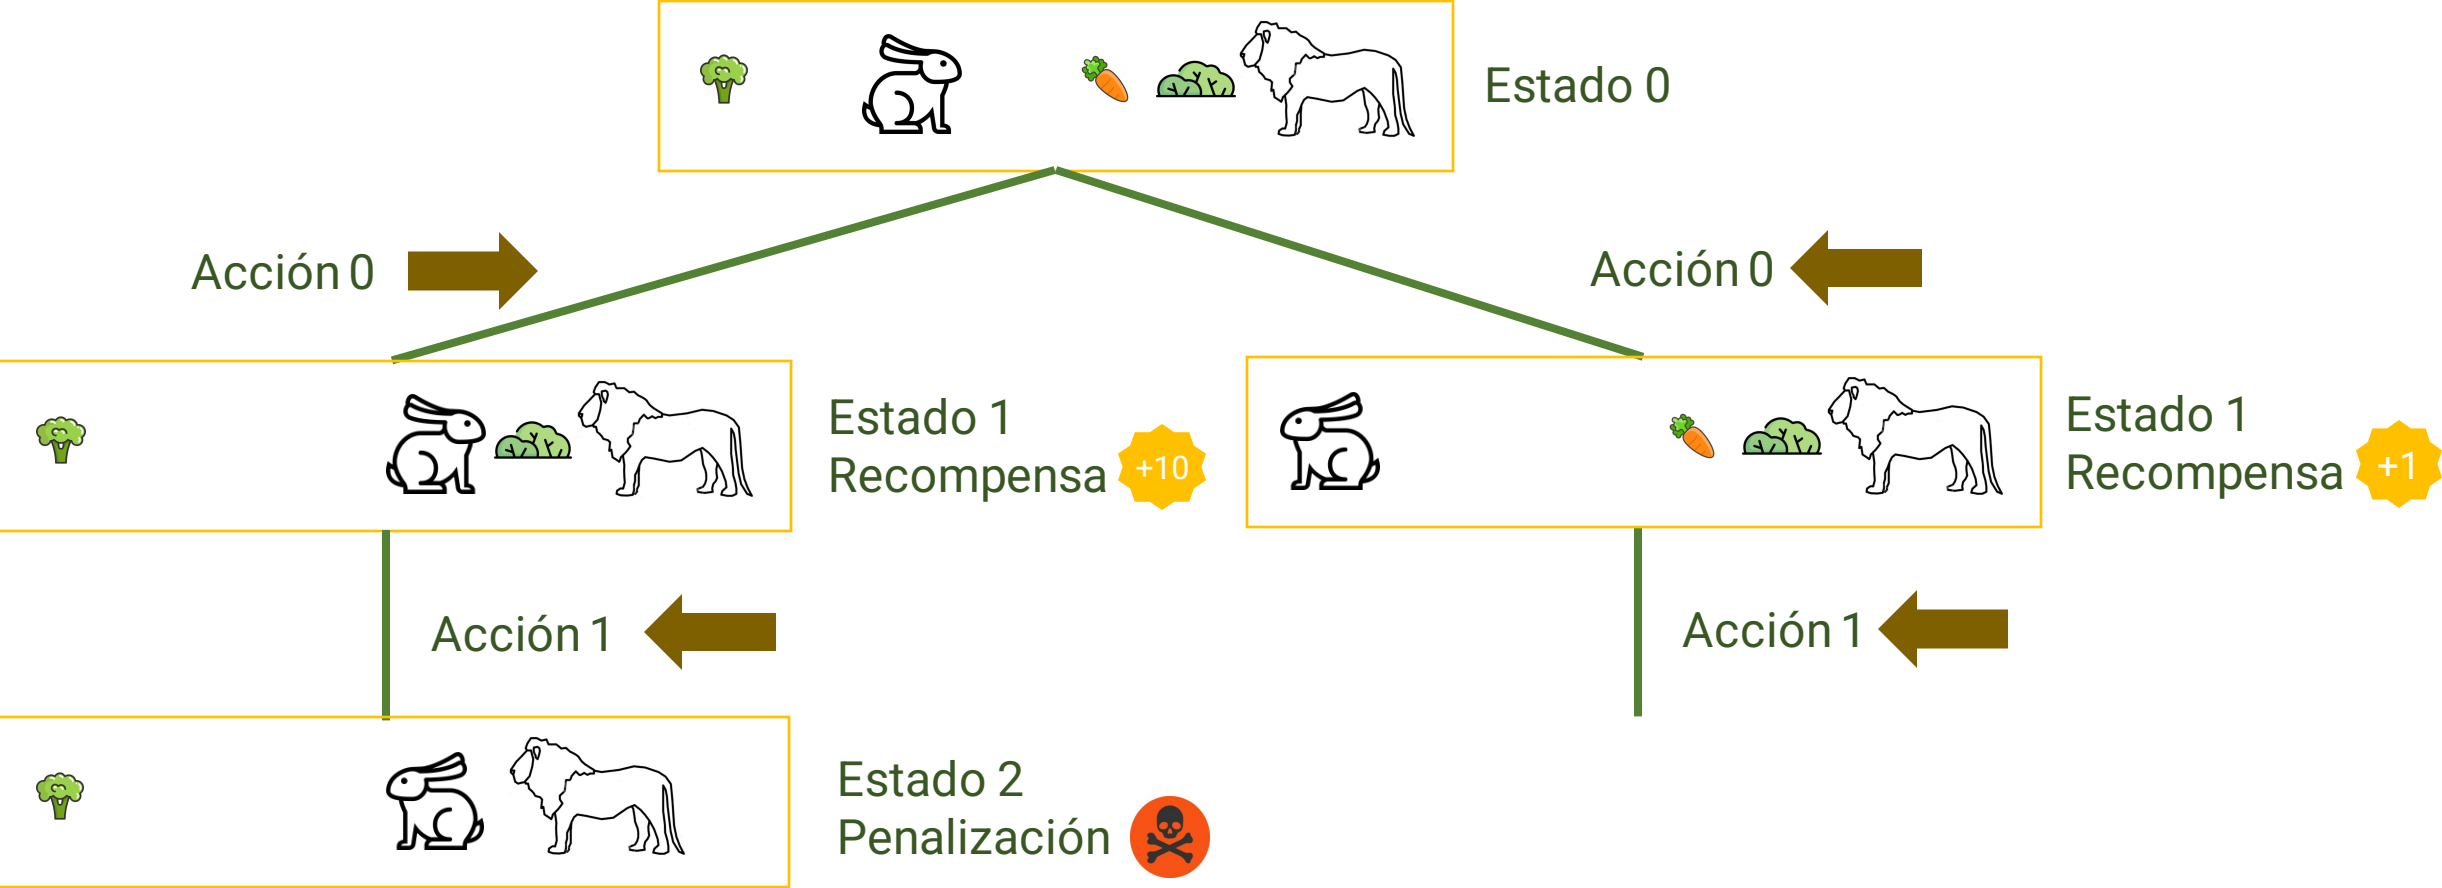 Estado 0
Acción 0
Acción 0
Estado 1
Recompensa +10
Estado 1
Recompensa +1
Acción 1
Acción 1
Estado 2
Penalización